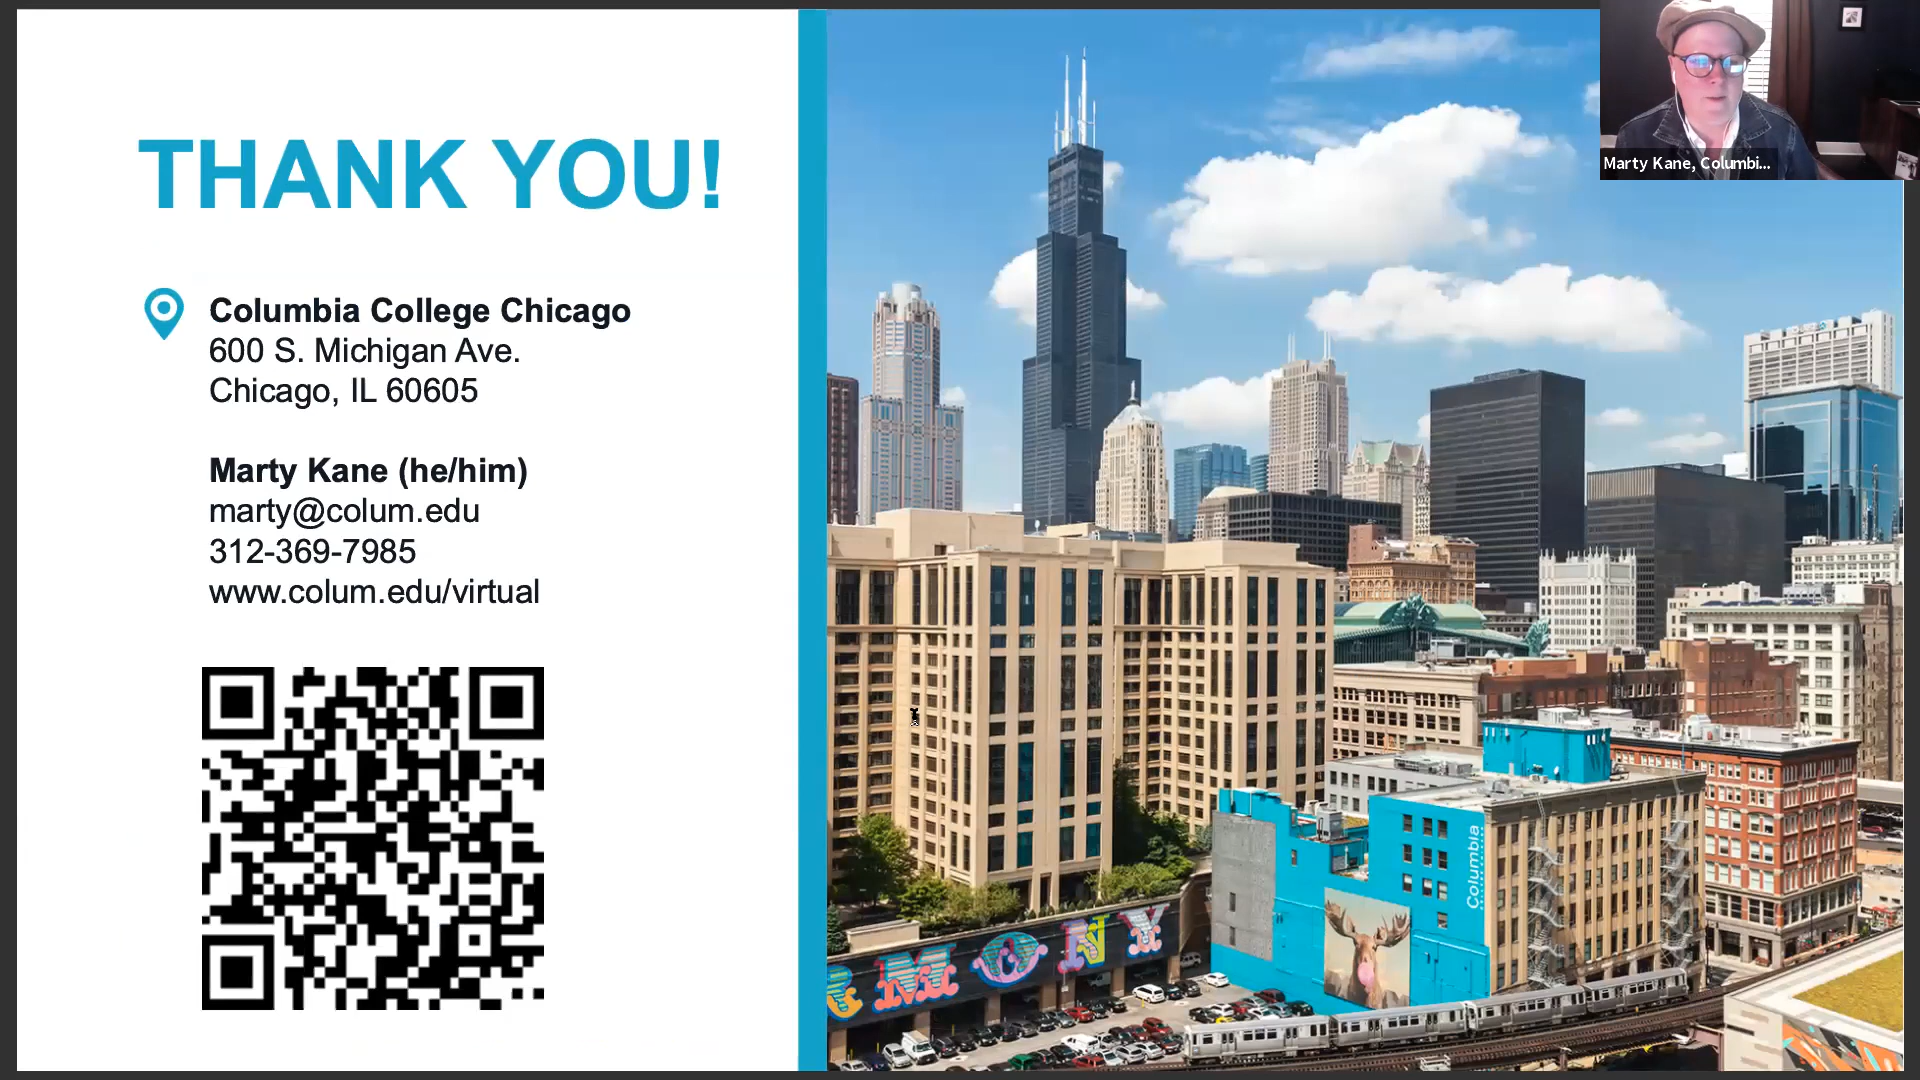 THANK YOU!
Columbia College Chicago
600 S. Michigan Ave.
Chicago, IL 60605
Marty Kane (he/him)
marty@colum.edu
312-369-7985
www.colum.edu/virtual
Marty Kane, Columbi...
Columbia
RMONY